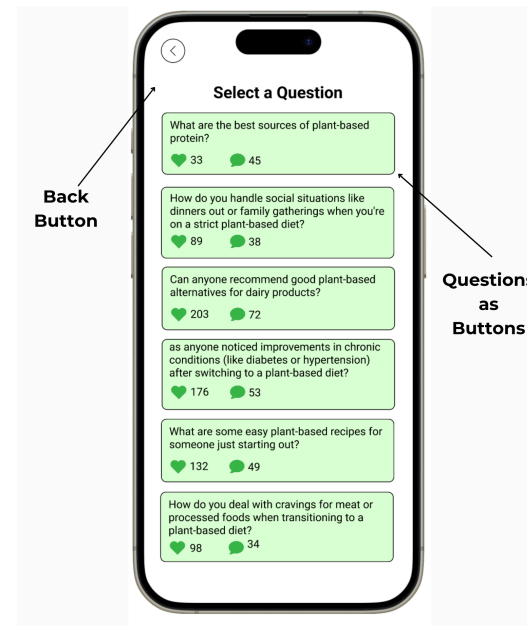 Select a Question
What are the best sources of plant-based
protein?
33 45
How do you handle social situations like
dinners out or family gatherings when you're
on a strict plant-based diet?
89 38
Can anyone recommend good plant-based
alternatives for dairy products?
203 72
as anyone noticed improvements in chronic
conditions (like diabetes or hypertension)
after switching to a plant-based diet?
176 53
What are some easy plant-based recipes for
someone just starting out?
132 49
How do you deal with cravings for meat or
processed foods when transitioning to a
plant-based diet?
98 34
Back
Button
Questions
as
Buttons